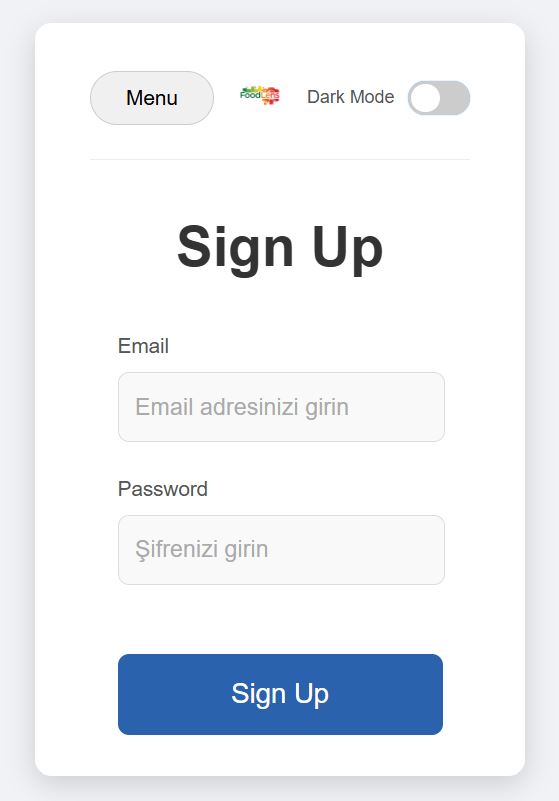 Menu
FoodLens
Dark Mode
Sign Up
Email
Email adresinizi girin
Password
Şifrenizi girin
Sign Up